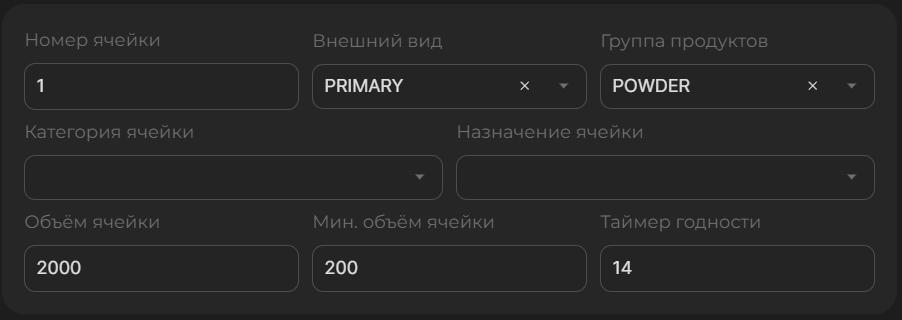 Номер ячейки Внешний вид Группа продуктов
1 PRIMARY × POWDER ×
Категория ячейки Назначение ячейки
Объём ячейки Мин. объём ячейки Таймер годности
2000 200 14